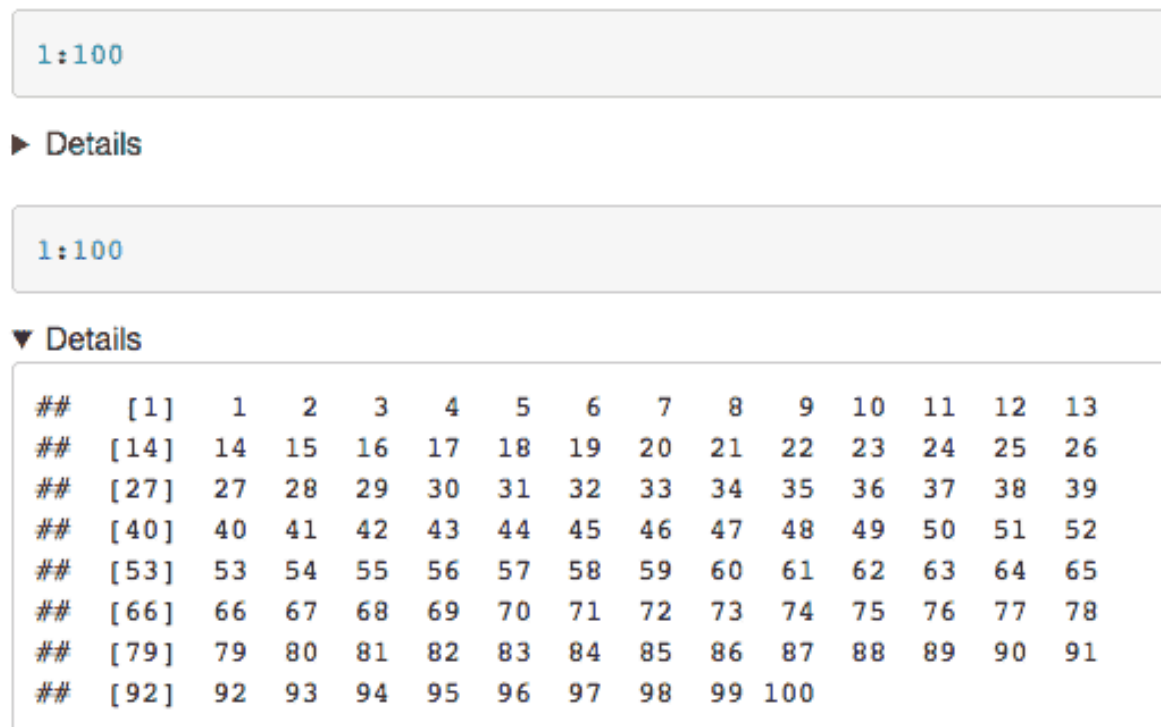 1:100
▶ Details
1:100
▼ Details
##   [1]   1   2   3   4   5   6   7   8   9  10  11  12  13
##  [14]  14  15  16  17  18  19  20  21  22  23  24  25  26
##  [27]  27  28  29  30  31  32  33  34  35  36  37  38  39
##  [40]  40  41  42  43  44  45  46  47  48  49  50  51  52
##  [53]  53  54  55  56  57  58  59  60  61  62  63  64  65
##  [66]  66  67  68  69  70  71  72  73  74  75  76  77  78
##  [79]  79  80  81  82  83  84  85  86  87  88  89  90  91
##  [92]  92  93  94  95  96  97  98  99 100